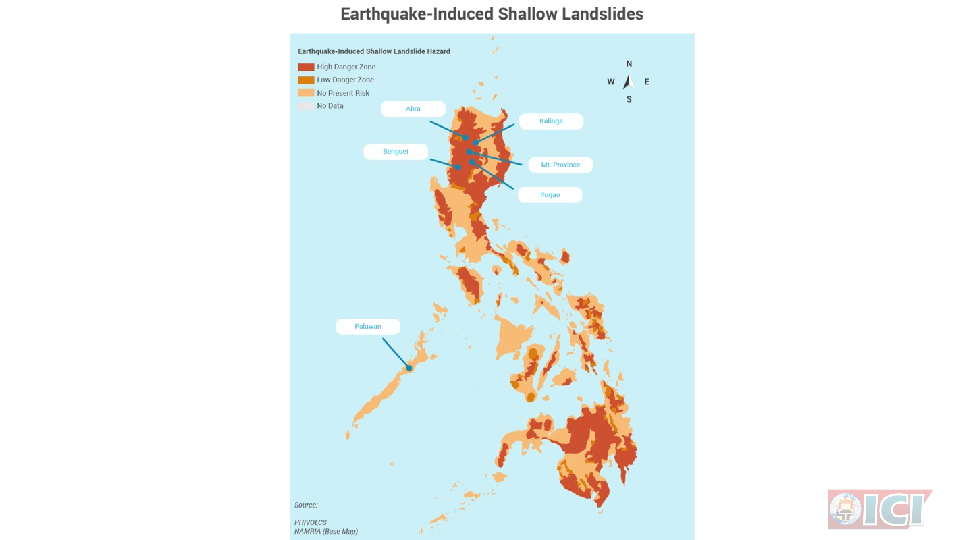 Earthquake-Induced Shallow Landslides
Earthquake-Induced Shallow Landslide Hazard
High Danger Zone
Low Danger Zone
No Present Risk
No Data
N
W E
S
Abra
Kalinga
Benguet
Mt. Province
Ifugao
Palawan
Source:
PHIVOLCS
NAMRIA (Base Map)
ICI